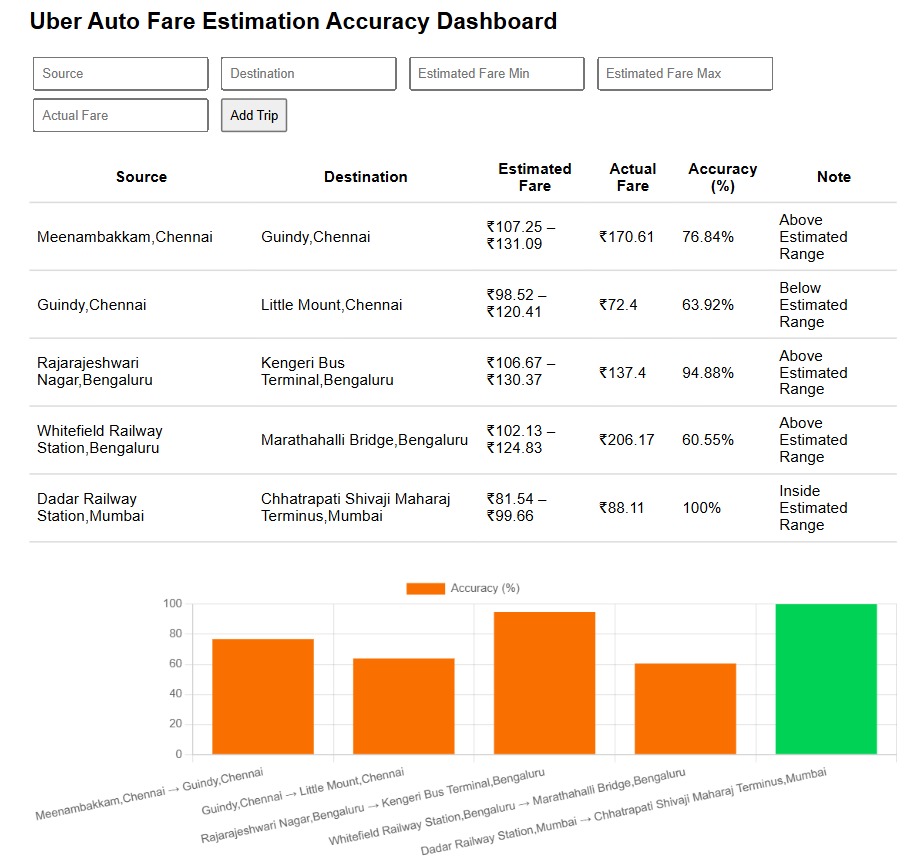 Uber Auto Fare Estimation Accuracy Dashboard
Source
Destination
Estimated Fare Min
Estimated Fare Max
Actual Fare
Add Trip
Source
Destination
Estimated
Fare
Actual
Fare
Accuracy
(%)
Note
Meenambakkam,Chennai
Guindy,Chennai
₹107.25 –
₹131.09
₹170.61
76.84%
Above
Estimated
Range
Guindy,Chennai
Little Mount,Chennai
₹98.52 –
₹120.41
₹72.4
63.92%
Below
Estimated
Range
Rajarajeshwari
Nagar,Bengaluru
Kengeri Bus
Terminal,Bengaluru
₹106.67 –
₹130.37
₹137.4
94.88%
Above
Estimated
Range
Whitefield Railway
Station,Bengaluru
Marathahalli Bridge,Bengaluru
₹102.13 –
₹124.83
₹206.17
60.55%
Above
Estimated
Range
Dadar Railway
Station,Mumbai
Chhatrapati Shivaji Maharaj
Terminus,Mumbai
₹81.54 –
₹99.66
₹88.11
100%
Inside
Estimated
Range
Accuracy (%)
100
80
60
40
20
0
Meenambakkam,Chennai → Guindy,Chennai
Guindy,Chennai → Little Mount,Chennai
Rajarajeshwari Nagar,Bengaluru → Kengeri Bus Terminal,Bengaluru
Whitefield Railway Station,Bengaluru → Marathahalli Bridge,Bengaluru
Dadar Railway Station,Mumbai → Chhatrapati Shivaji Maharaj Terminus,Mumbai